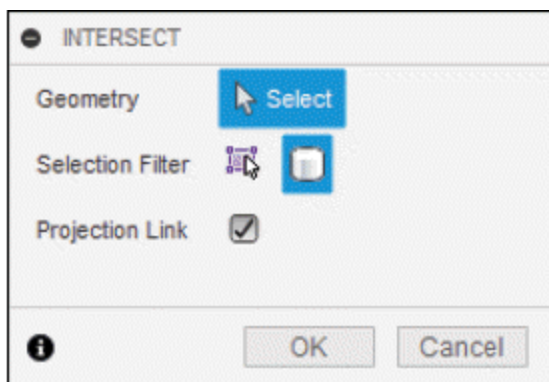 INTERSECT
Geometry Select
Selection Filter
Projection Link
OK Cancel